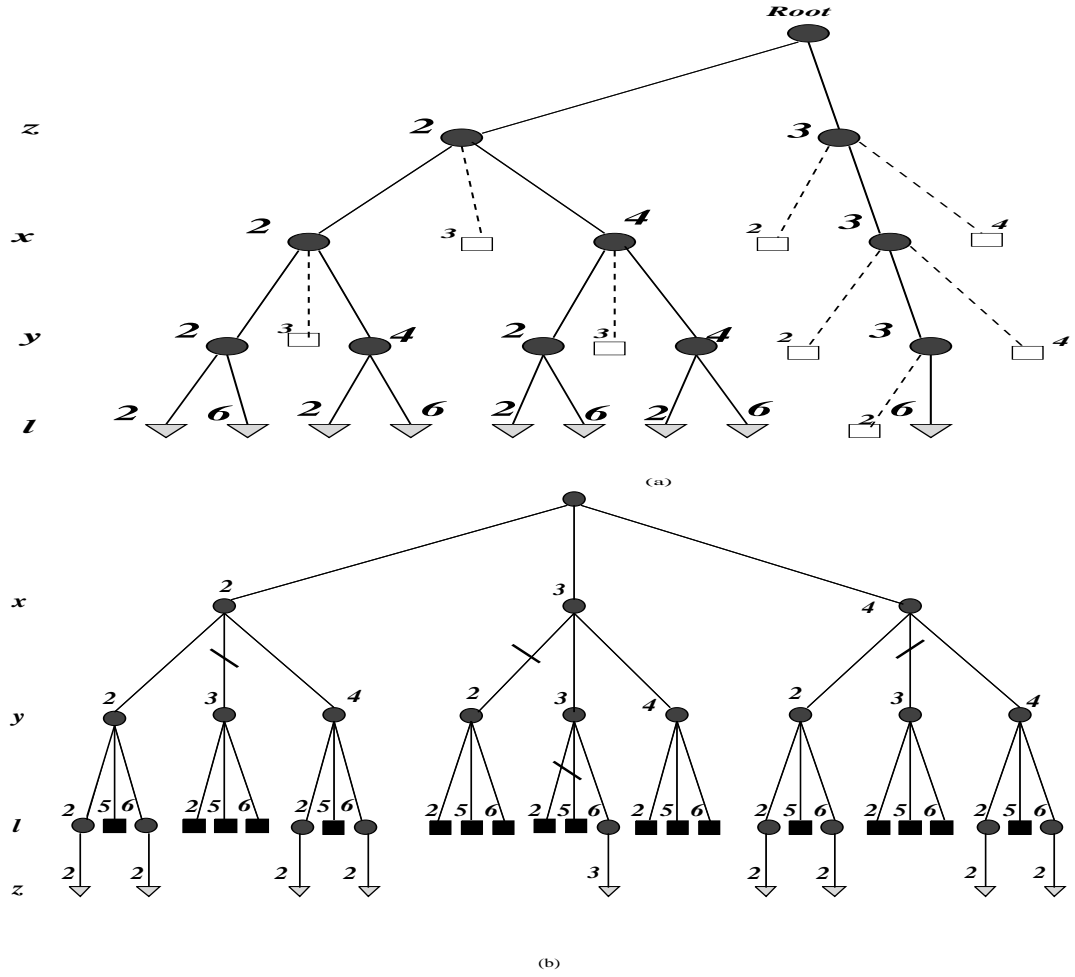 Root
z 2 3
x 2 3 4 2 3 4
y 2 3 4 2 3 4 2 3 4
l 2 6 2 6 2 6 2 6 2 6
(a)
x 2 3 4
y 2 3 4 2 3 4 2 3 4
l 2 5 6 2 5 6 2 5 6 2 5 6 2 5 6 2 5 6 2 5 6 2 5 6 2 5 6
z 2 2 2 2 3 2 2 2 2
(b)